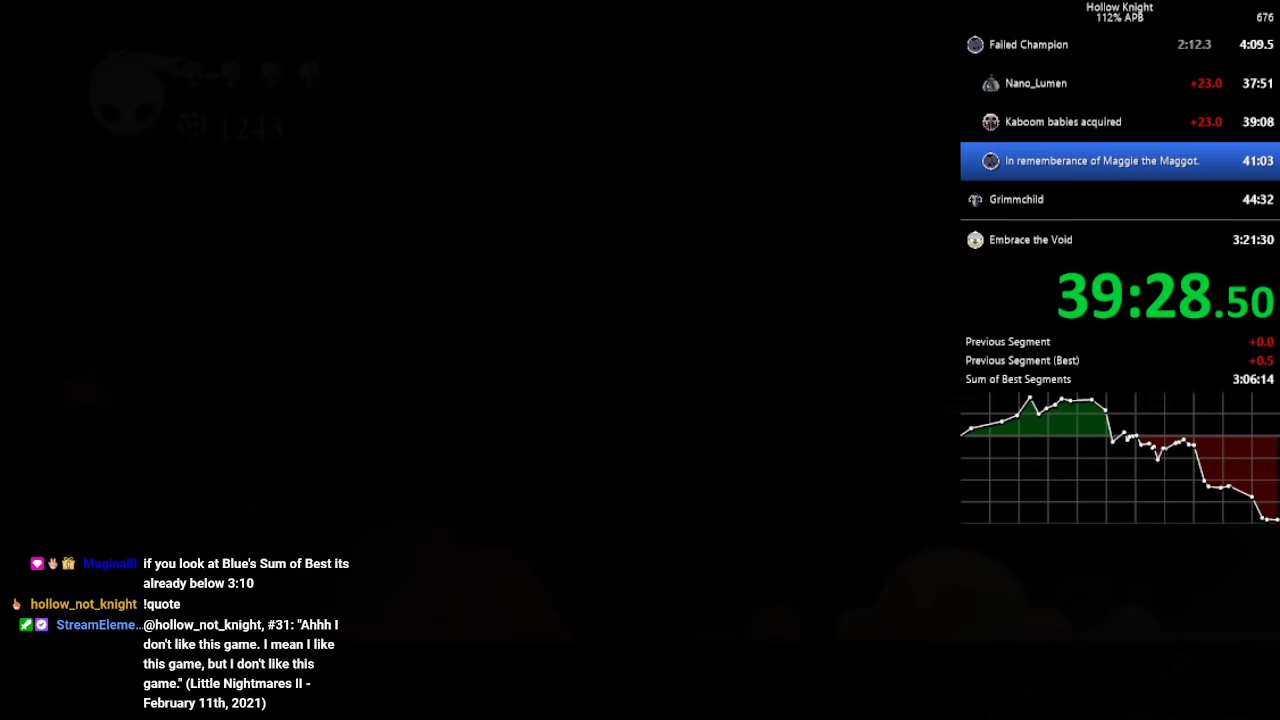 1243
Hollow Knight
112% APB
676
Failed Champion 2:12.3 4:09.5
Nano_Lumen +23.0 37:51
Kaboom babies acquired +23.0 39:08
In rememberance of Maggie the Maggot. 41:03
Grimmchild 44:32
Embrace the Void 3:21:30
39:28.50
Previous Segment +0.0
Previous Segment (Best) +0.5
Sum of Best Segments 3:06:14
Maginalll if you look at Blue's Sum of Best its
already below 3:10
hollow_not_knight !quote
StreamEleme... @hollow_not_knight, #31: "Ahhh I
don't like this game. I mean I like
this game, but I don't like this
game." (Little Nightmares II -
February 11th, 2021)